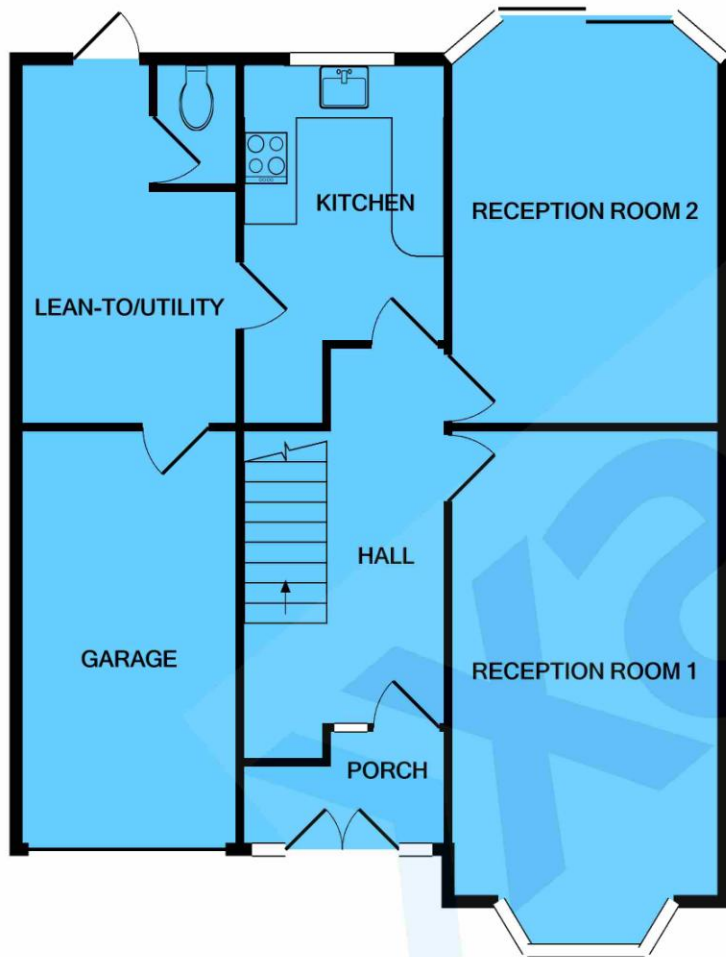 KITCHEN
RECEPTION ROOM 2
LEAN-TO/UTILITY
HALL
GARAGE
RECEPTION ROOM 1
PORCH